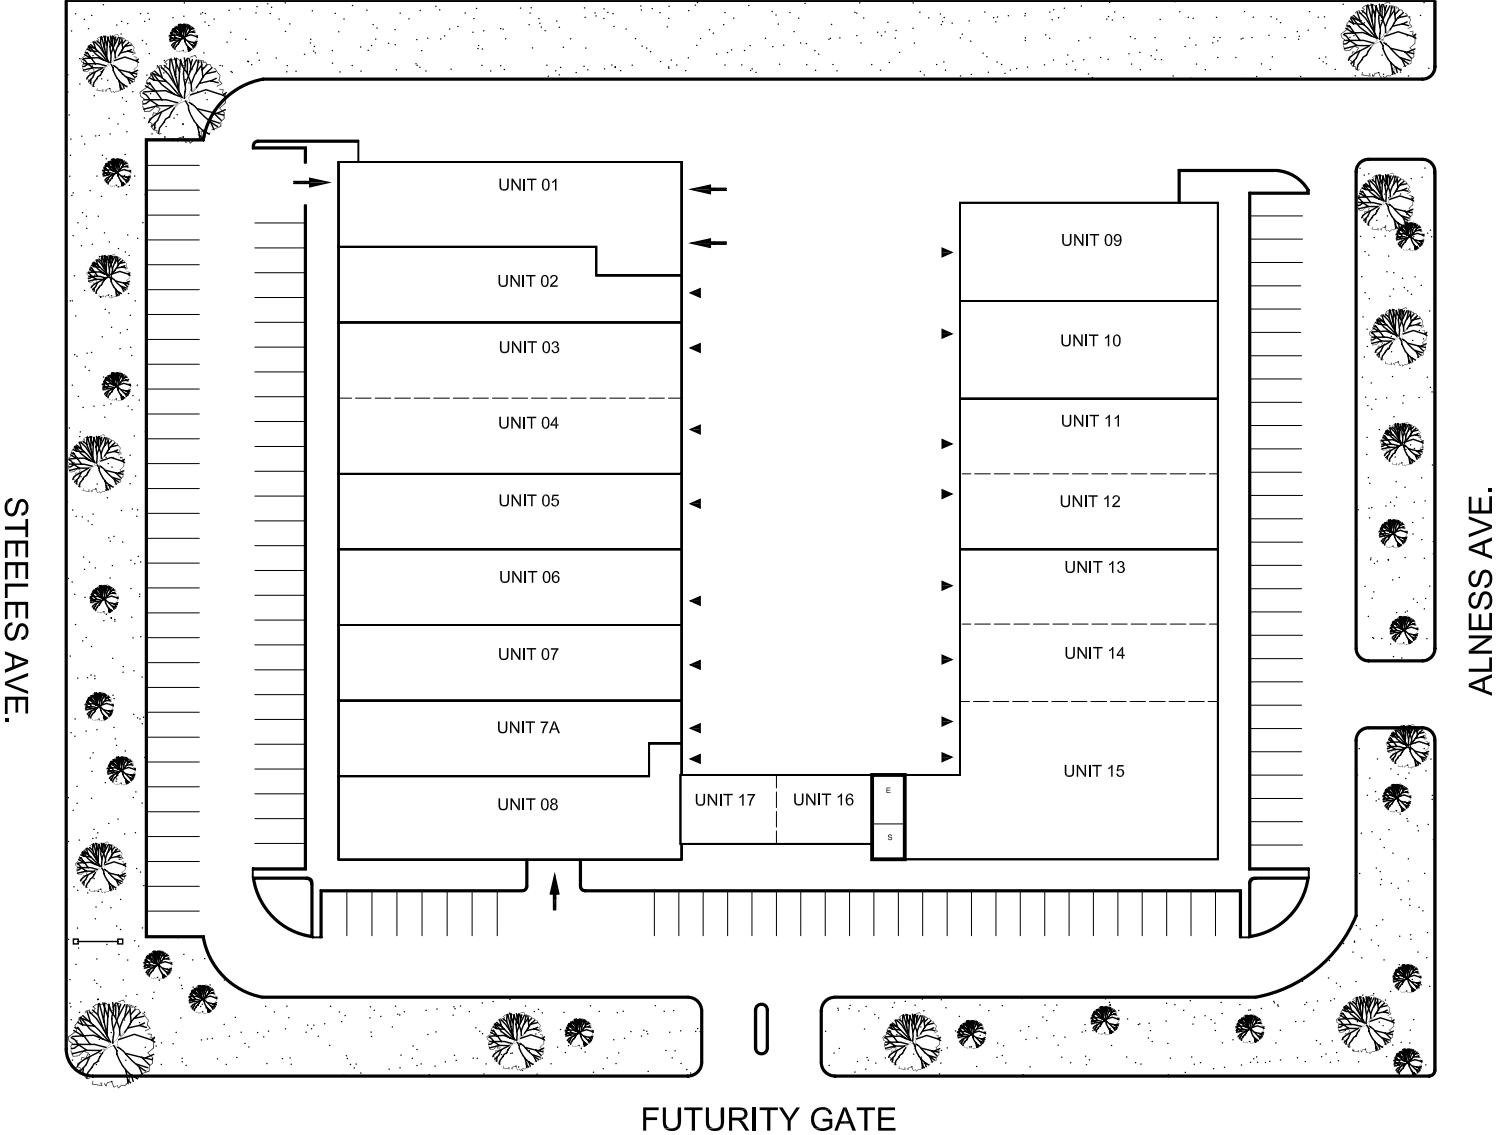 UNIT 01
UNIT 02
UNIT 03
UNIT 04
UNIT 05
UNIT 06
UNIT 07
UNIT 7A
UNIT 08
UNIT 17
UNIT 16
E
S
UNIT 09
UNIT 10
UNIT 11
UNIT 12
UNIT 13
UNIT 14
UNIT 15
STEELES AVE.
ALNESS AVE.
FUTURITY GATE